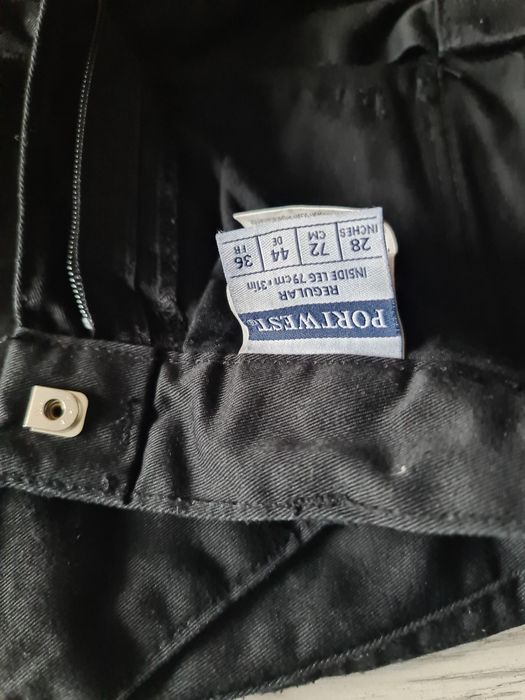 PORTWEST®
REGULAR
INSIDE LEG 79cm•31in
28 72 44 36
INCHES CM DE FR